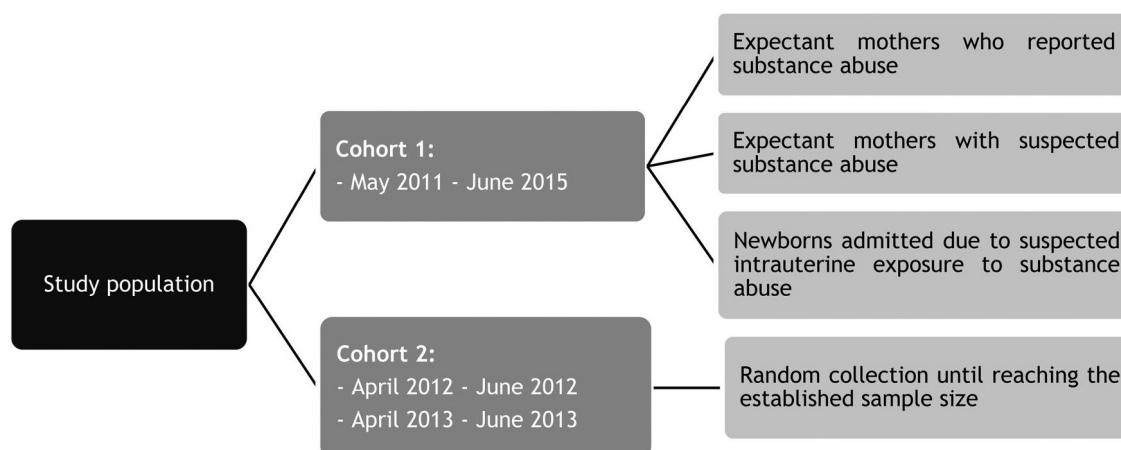 Study population
Cohort 1:
- May 2011 - June 2015
Expectant mothers who reported
substance abuse
Expectant mothers with suspected
substance abuse
Newborns admitted due to suspected
intrauterine exposure to substance
abuse
Cohort 2:
- April 2012 - June 2012
- April 2013 - June 2013
Random collection until reaching the
established sample size